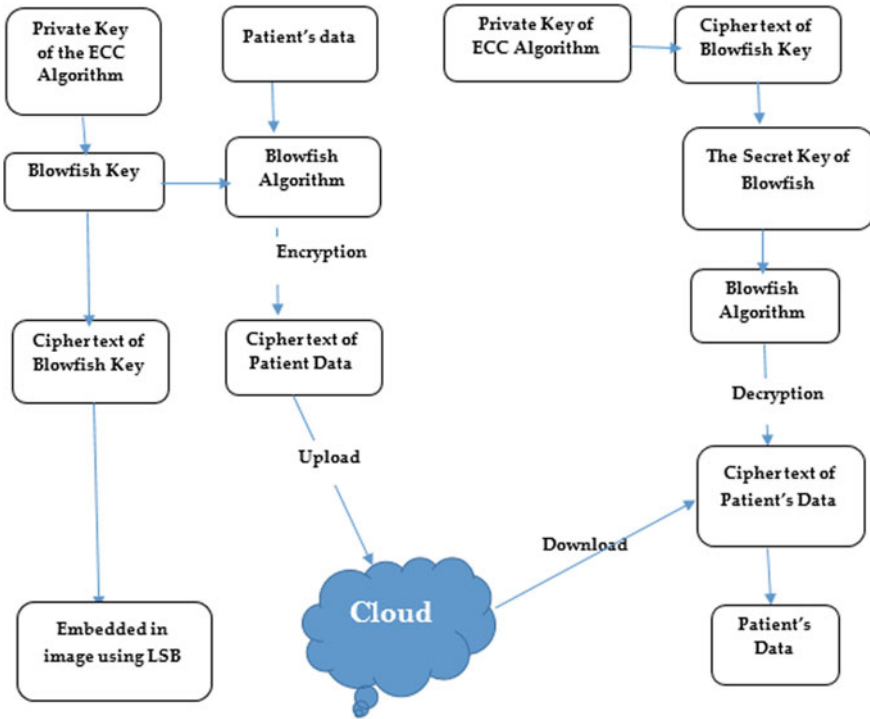 Private Key
of the ECC
Algorithm
Patient's data
Private Key of
ECC Algorithm
Cipher text of
Blowfish Key
Blowfish Key
Blowfish
Algorithm
The Secret Key of
Blowfish
Encryption
Blowfish
Algorithm
Cipher text of
Blowfish Key
Cipher text of
Patient Data
Decryption
Upload
Cipher text of
Patient's Data
Download
Cloud
Embedded in
image using LSB
Patient's
Data